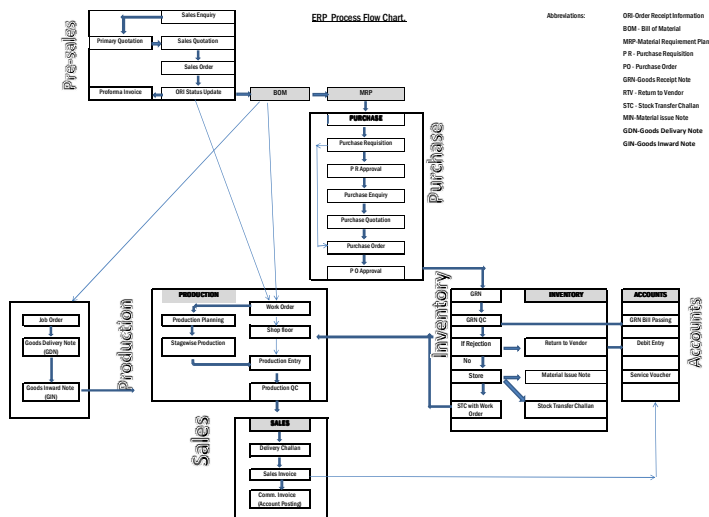 ERP Process Flow Chart.
Abbreviations:
ORI-Order Receipt Information
BOM - Bill of Material
MRP-Material Requirement Plan
P R - Purchase Requisition
PO - Purchase Order
GRN-Goods Receipt Note
RTV - Return to Vendor
STC - Stock Transfer Challan
MIN-Material Issue Note
GDN-Goods Delivary Note
GIN-Goods Inward Note
Pre-sales
Sales Enquiry
Primary Quotation
Sales Quotation
Sales Order
Preforma Invoice
ORI Status Update
BOM
MRP
Purchase
PURCHASE
Purchase Requisition
P R Approval
Purchase Enquiry
Purchase Quotation
Purchase Order
P O Approval
Job Order
Goods Delivery Note
(GDN)
Goods Inward Note
(GIN)
Production
PRODUCTION
Work Order
Production Planning
Shop floor
Stagewise Production
Production Entry
Production QC
Inventory
GRN
INVENTORY
GRN QC
If Rejection
Return to Vendor
No
Store
Material Issue Note
STC with Work
Order
Stock Transfer Challan
Accounts
ACCOUNTS
GRN Bill Passing
Debit Entry
Service Voucher
Sales
SALES
Delivery Challan
Sales Invoice
Comm. Invoice
(Account Posting)